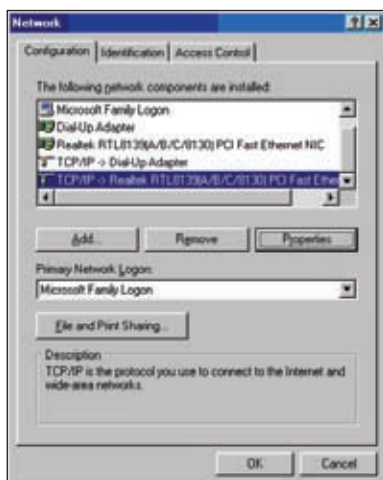 Network
Configuration Identification Access Control
The following network components are installed:
Microsoft Family Logon
Dial-Up Adapter
Realtek RTL8139(A/B/C/8130) PCI Fast Ethernet NIC
TCP/IP -> Dial-Up Adapter
TCP/IP -> Realtek RTL8139(A/B/C/8130) PCI Fast Ether
Add... Remove Properties
Primary Network Logon:
Microsoft Family Logon
File and Print Sharing...
Description
TCP/IP is the protocol you use to connect to the Internet and
wide-area networks.
OK Cancel